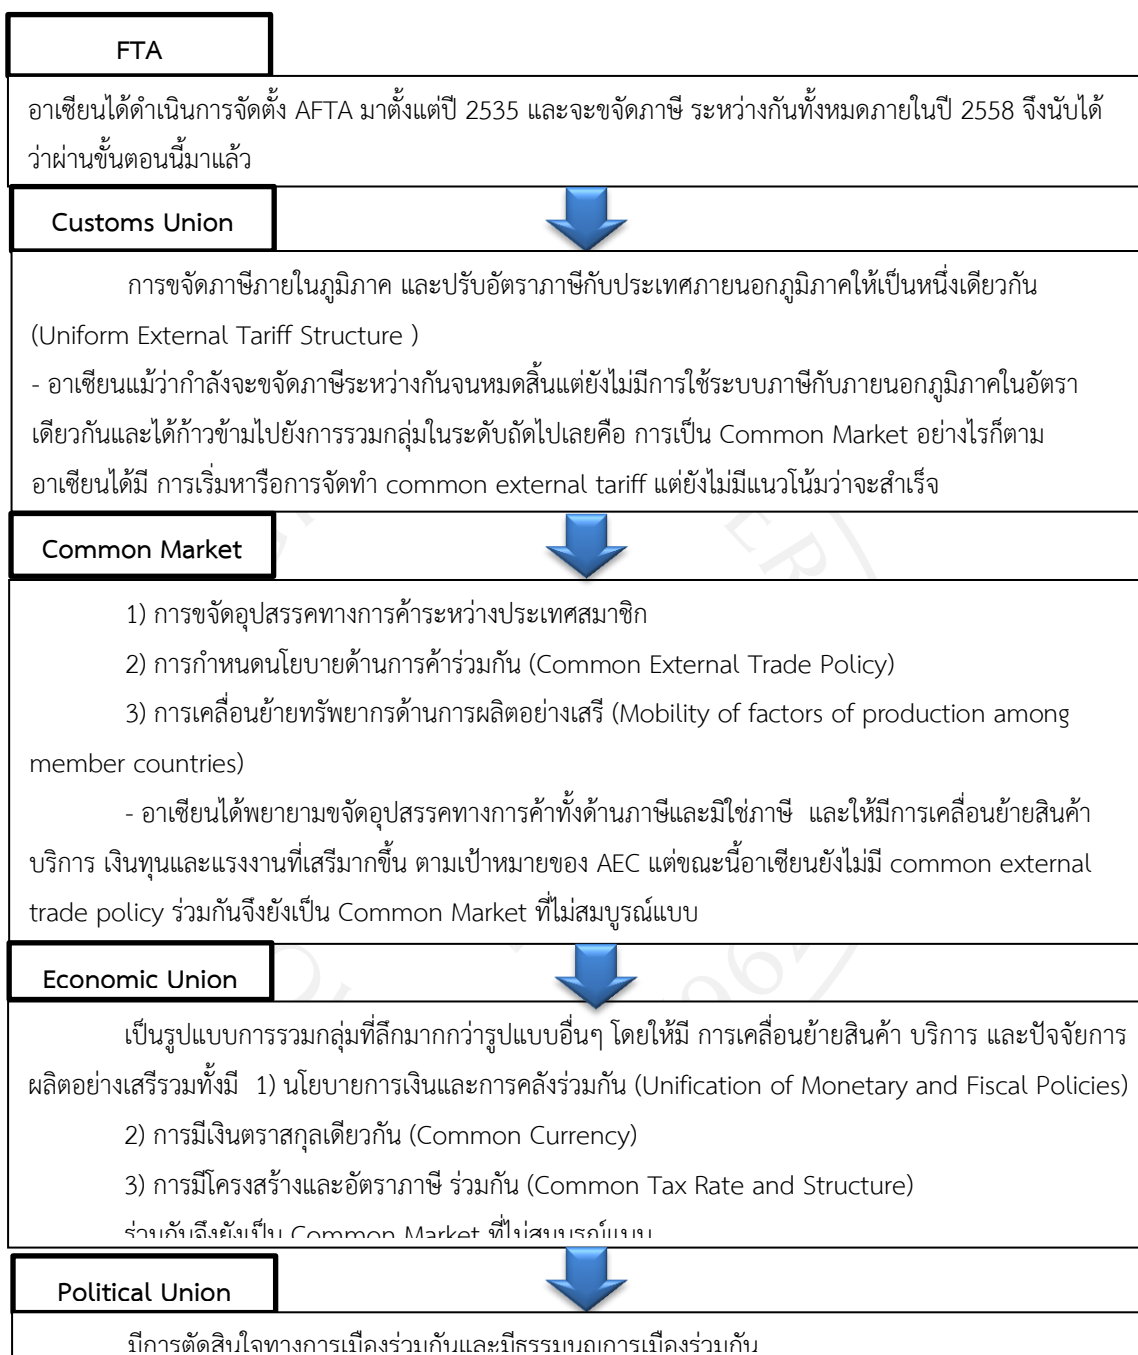 FTA
อาเซียนได้ดำเนินการจัดตั้ง AFTA มาตั้งแต่ปี 2535 และจะขจัดภาษี ระหว่างกันทั้งหมดภายในปี 2558 จึงนับได้
ว่าผ่านขั้นตอนนี้มาแล้ว
Customs Union
การขจัดภาษีภายในภูมิภาค และปรับอัตราภาษีกับประเทศภายนอกภูมิภาคให้เป็นหนึ่งเดียวกัน
(Uniform External Tariff Structure )
- อาเซียนแม้ว่ากำลังจะขจัดภาษีระหว่างกันจนหมดสิ้นแต่ยังไม่มีการใช้ระบบภาษีกับภายนอกภูมิภาคในอัตรา
เดียวกันและได้ก้าวข้ามไปยังการรวมกลุ่มในระดับถัดไปเลยคือ การเป็น Common Market อย่างไรก็ตาม
อาเซียนได้มี การเริ่มหารือการจัดทำ common external tariff แต่ยังไม่มีแนวโน้มว่าจะสำเร็จ
Common Market
1) การขจัดอุปสรรคทางการค้าระหว่างประเทศสมาชิก
2) การกำหนดนโยบายด้านการค้าร่วมกัน (Common External Trade Policy)
3) การเคลื่อนย้ายทรัพยากรด้านการผลิตอย่างเสรี (Mobility of factors of production among
member countries)
- อาเซียนได้พยายามขจัดอุปสรรคทางการค้าทั้งด้านภาษีและมิใช่ภาษี และให้มีการเคลื่อนย้ายสินค้า
บริการ เงินทุนและแรงงานที่เสรีมากขึ้น ตามเป้าหมายของ AEC แต่ขณะนี้อาเซียนยังไม่มี common external
trade policy ร่วมกันจึงยังเป็น Common Market ที่ไม่สมบูรณ์แบบ
Economic Union
เป็นรูปแบบการรวมกลุ่มที่ลึกมากกว่ารูปแบบอื่นๆ โดยให้มี การเคลื่อนย้ายสินค้า บริการ และปัจจัยการ
ผลิตอย่างเสรีรวมทั้งมี 1) นโยบายการเงินและการคลังร่วมกัน (Unification of Monetary and Fiscal Policies)
2) การมีเงินตราสกุลเดียวกัน (Common Currency)
3) การมีโครงสร้างและอัตราภาษี ร่วมกัน (Common Tax Rate and Structure)
ร่วมกันจึงยังเป็น Common Market ที่ไม่สมบูรณ์แบบ
Political Union
มีการตัดสินใจทางการเมืองร่วมกันและมีธรรมนูญการเมืองร่วมกัน